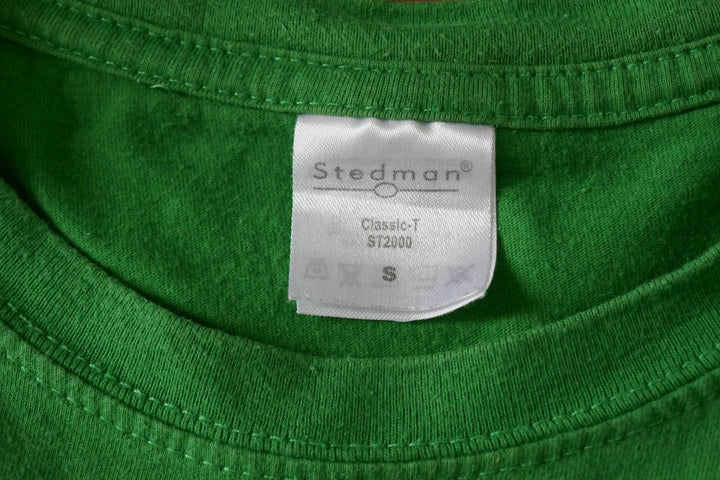 Stedman®
Classic-T
ST2000
S